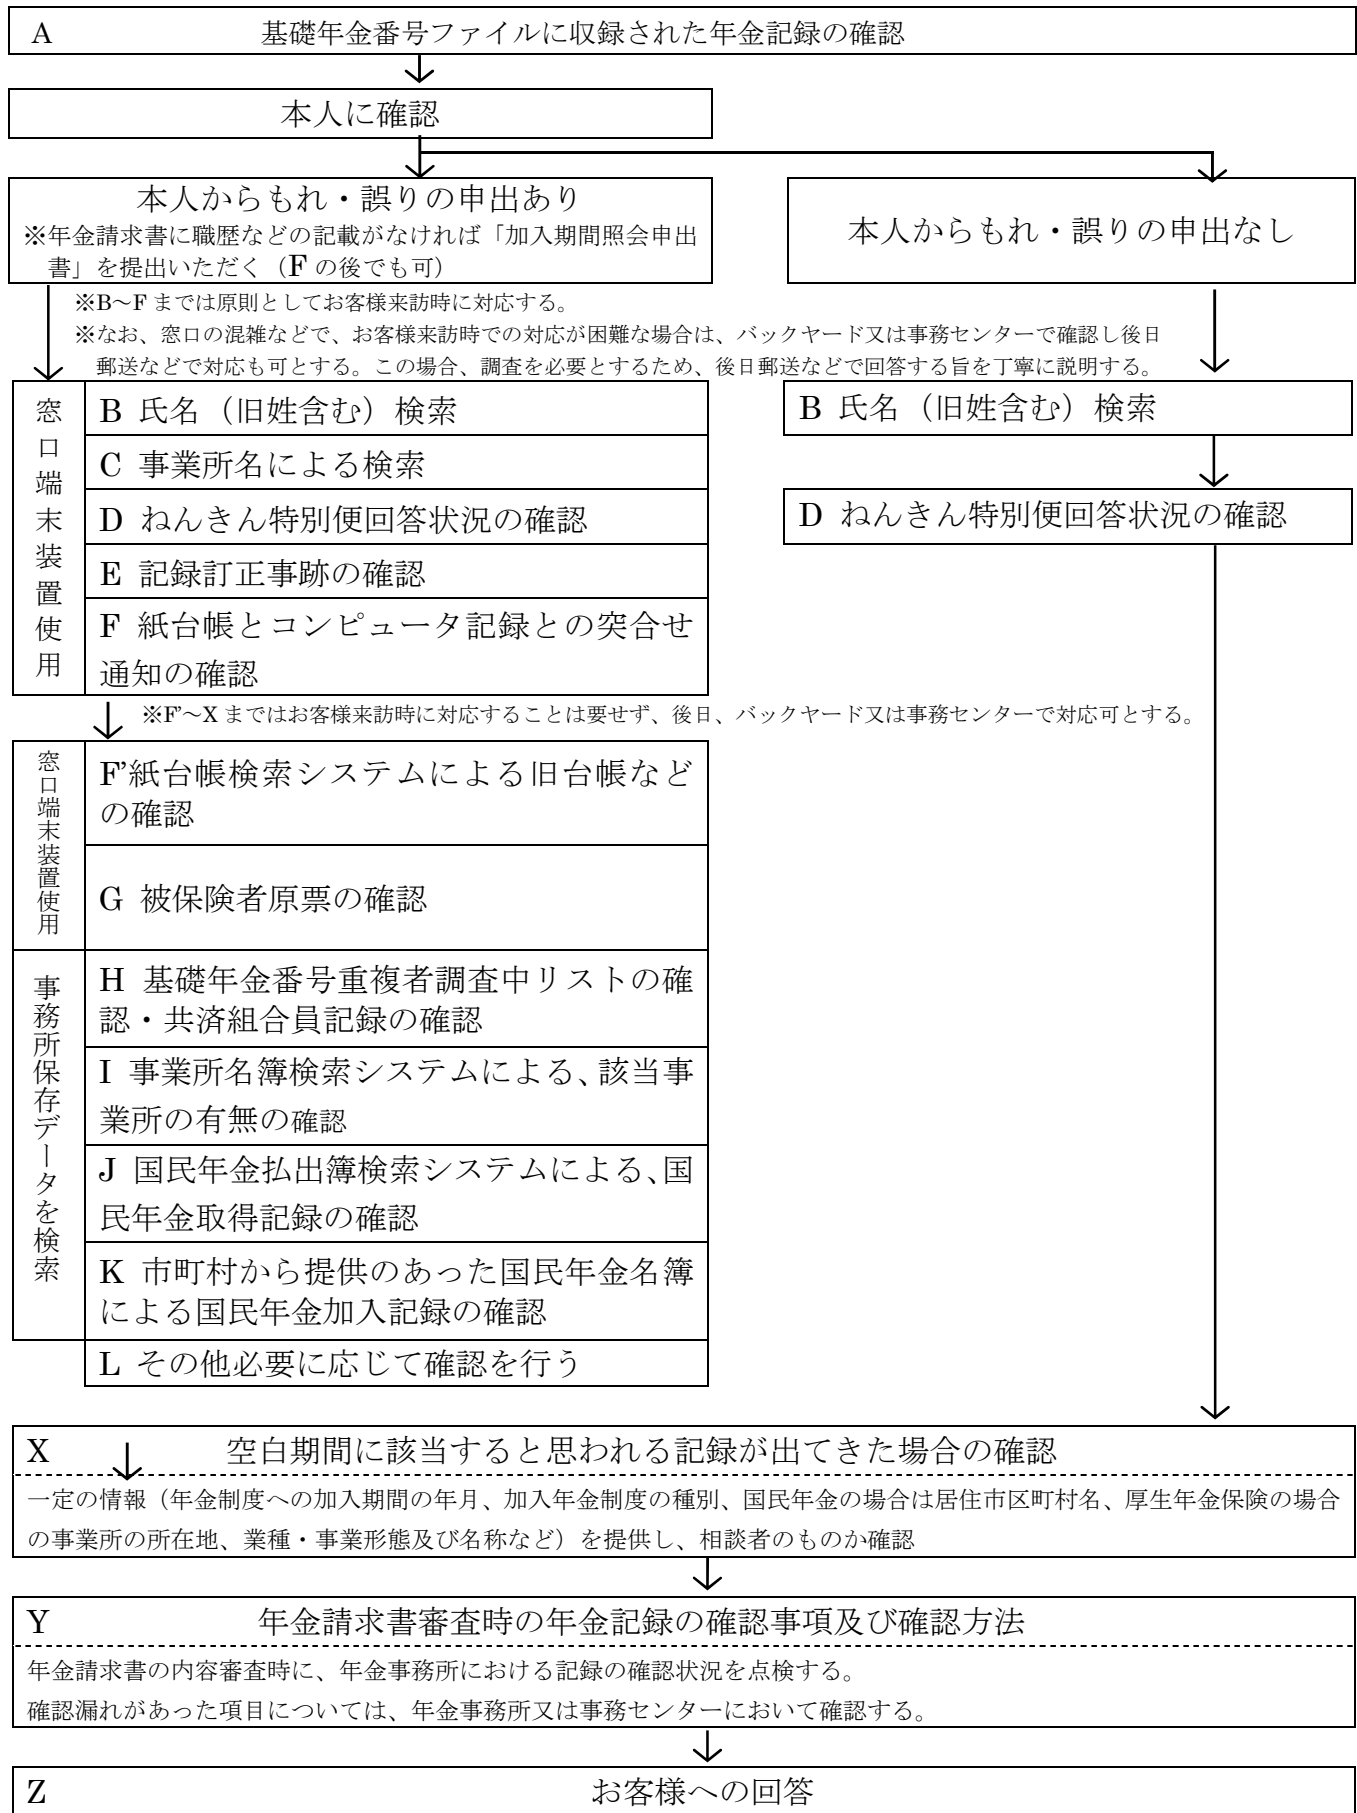 A 基礎年金番号ファイルに収録された年金記録の確認
本人に確認
本人からもれ・誤りの申出あり
※年金請求書に職歴などの記載がなければ「加入期間照会申出
書」を提出いただく（F の後でも可）
本人からもれ・誤りの申出なし
※B～F までは原則としてお客様来訪時に対応する。
※なお、窓口の混雑などで、お客様来訪時での対応が困難な場合は、バックヤード又は事務センターで確認し後日
郵送などで対応も可とする。この場合、調査を必要とするため、後日郵送などで回答する旨を丁寧に説明する。
窓口端末装置使用
B 氏名（旧姓含む）検索
C 事業所名による検索
D ねんきん特別便回答状況の確認
E 記録訂正事跡の確認
F 紙台帳とコンピュータ記録との突合せ
通知の確認
B 氏名（旧姓含む）検索
D ねんきん特別便回答状況の確認
※F'～X まではお客様来訪時に対応することは要せず、後日、バックヤード又は事務センターで対応可とする。
窓口端末装置使用
F'紙台帳検索システムによる旧台帳など
の確認
G 被保険者原票の確認
事務所保存データを検索
H 基礎年金番号重複者調査中リストの確
認・共済組合員記録の確認
I 事業所名簿検索システムによる、該当事
業所の有無の確認
J 国民年金払出簿検索システムによる、国
民年金取得記録の確認
K 市町村から提供のあった国民年金名簿
による国民年金加入記録の確認
L その他必要に応じて確認を行う
X 空白期間に該当すると思われる記録が出てきた場合の確認
一定の情報（年金制度への加入期間の年月、加入年金制度の種別、国民年金の場合は居住市区町村名、厚生年金保険の場合
の事業所の所在地、業種・事業形態及び名称など）を提供し、相談者のものか確認
Y 年金請求書審査時の年金記録の確認事項及び確認方法
年金請求書の内容審査時に、年金事務所における記録の確認状況を点検する。
確認漏れがあった項目については、年金事務所又は事務センターにおいて確認する。
Z お客様への回答